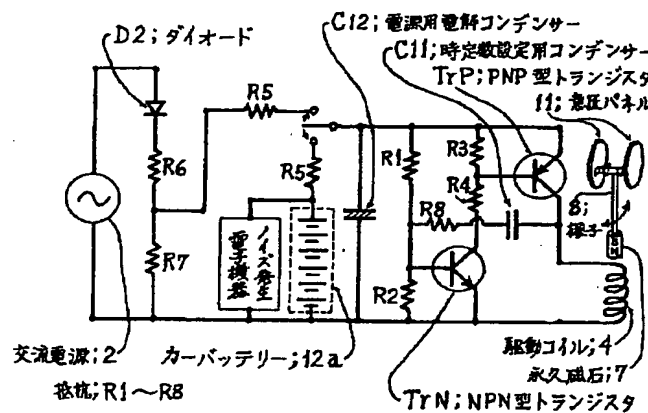 C12;電源用電解コンデンサー
D2;ダイオード
C11;時定数設定用コンデンサー
TrP;PNP型トランジスタ
11;意匠パネル
R5
R6
R7
R5
R1
R3
R4
R8
R2
8;
振子
ノイズ発生
電子機器
交流電源;2
カーバッテリー;12a
抵抗;R1〜R8
駆動コイル;4
永久磁石;7
TrN;NPN型トランジスタ